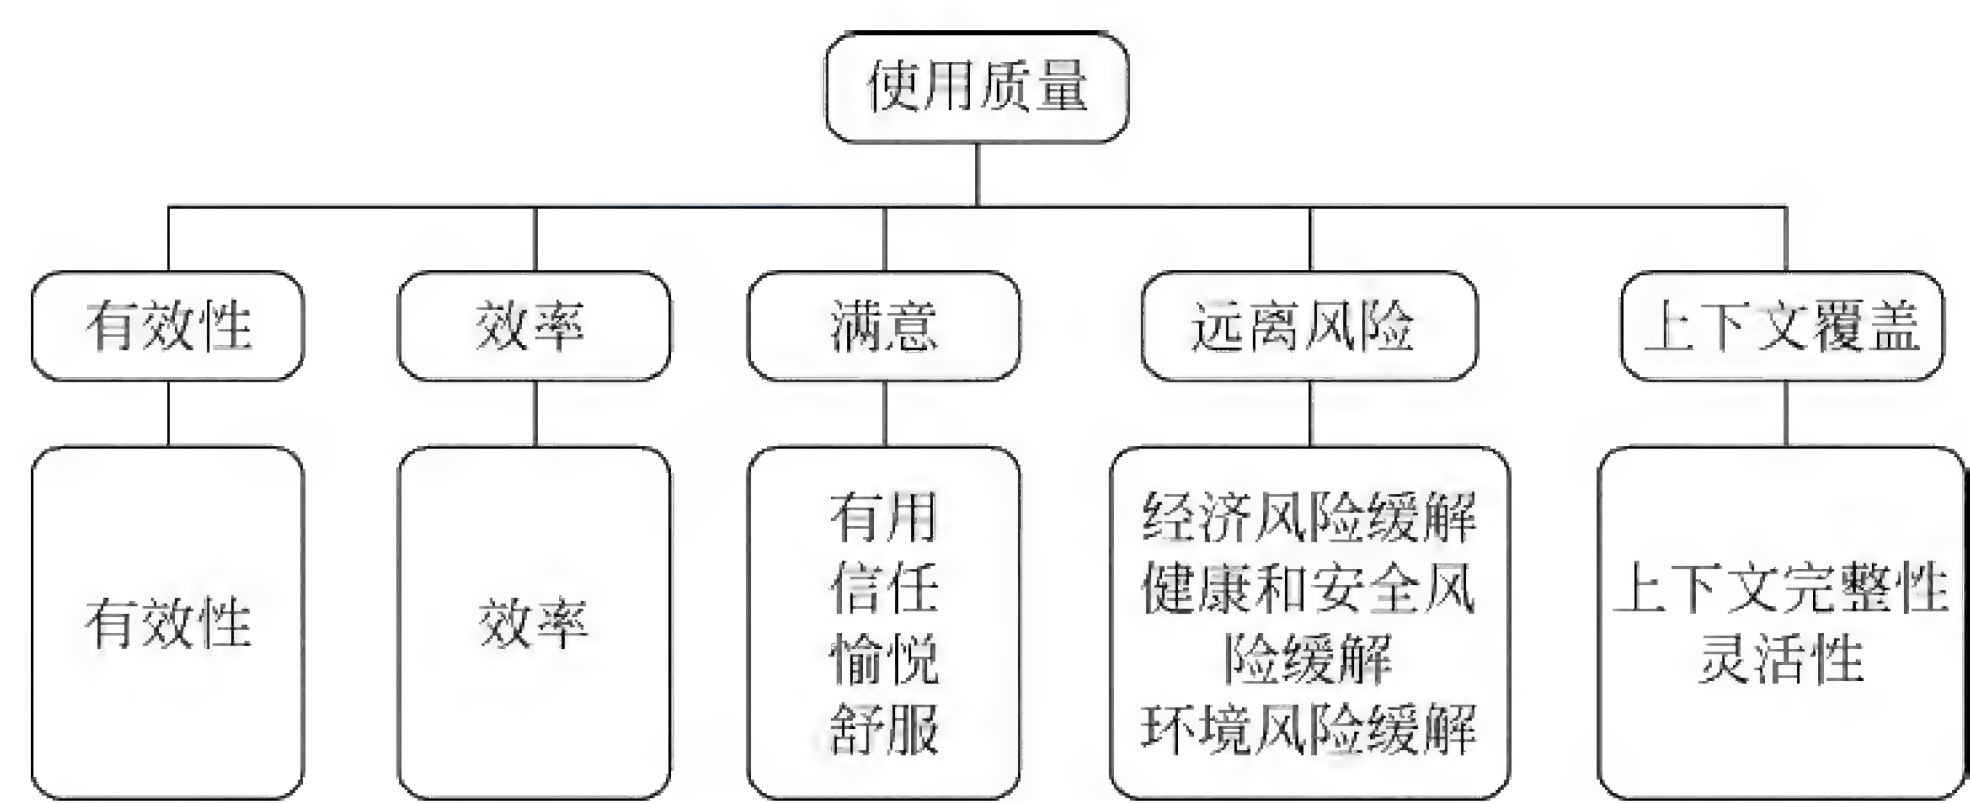 使用质量
有效性
效率
满意
远离风险
上下文覆盖
有效性
效率
有用
信任
愉悦
舒服
经济风险缓解
健康和安全风
险缓解
环境风险缓解
上下文完整性
灵活性